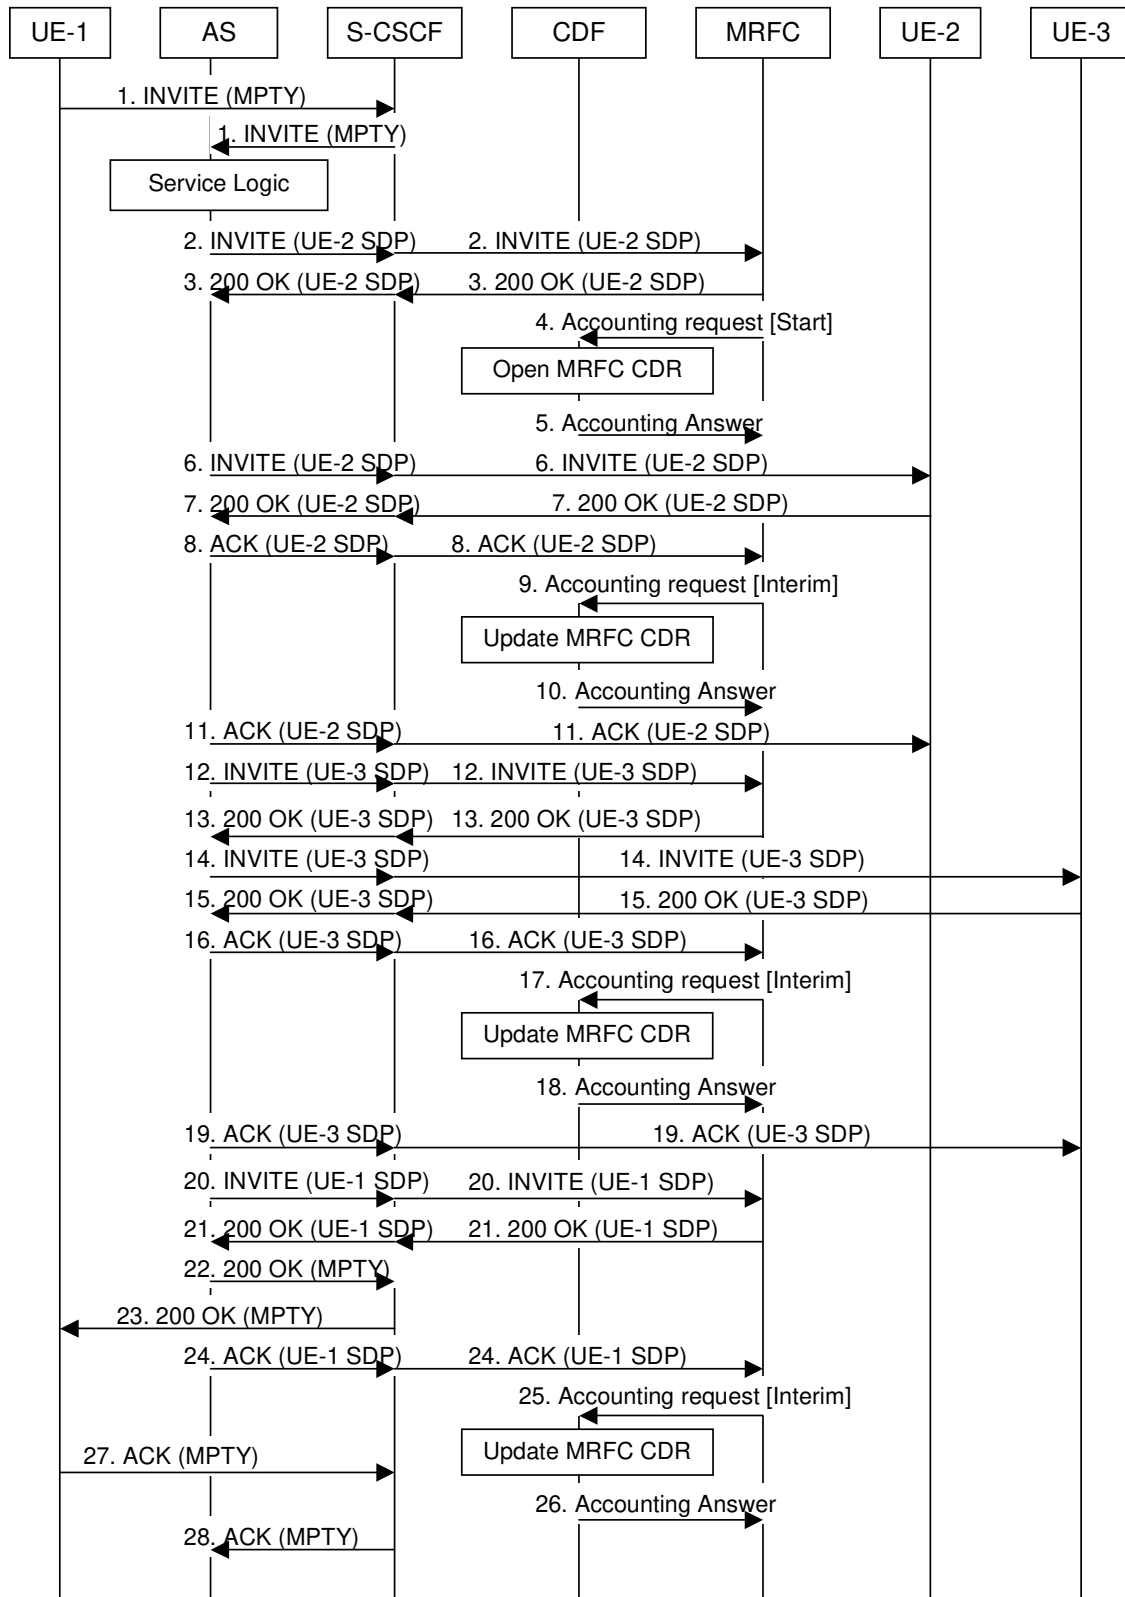 UE-1 AS S-CSCF CDF MRFC UE-2 UE-3
1. INVITE (MPTY)
1. INVITE (MPTY)
Service Logic
2. INVITE (UE-2 SDP) 2. INVITE (UE-2 SDP)
3. 200 OK (UE-2 SDP) 3. 200 OK (UE-2 SDP)
4. Accounting request [Start]
Open MRFC CDR
5. Accounting Answer
6. INVITE (UE-2 SDP) 6. INVITE (UE-2 SDP)
7. 200 OK (UE-2 SDP) 7. 200 OK (UE-2 SDP)
8. ACK (UE-2 SDP) 8. ACK (UE-2 SDP)
9. Accounting request [Interim]
Update MRFC CDR
10. Accounting Answer
11. ACK (UE-2 SDP) 11. ACK (UE-2 SDP)
12. INVITE (UE-3 SDP) 12. INVITE (UE-3 SDP)
13. 200 OK (UE-3 SDP) 13. 200 OK (UE-3 SDP)
14. INVITE (UE-3 SDP) 14. INVITE (UE-3 SDP)
15. 200 OK (UE-3 SDP) 15. 200 OK (UE-3 SDP)
16. ACK (UE-3 SDP) 16. ACK (UE-3 SDP)
17. Accounting request [Interim]
Update MRFC CDR
18. Accounting Answer
19. ACK (UE-3 SDP) 19. ACK (UE-3 SDP)
20. INVITE (UE-1 SDP) 20. INVITE (UE-1 SDP)
21. 200 OK (UE-1 SDP) 21. 200 OK (UE-1 SDP)
22. 200 OK (MPTY)
23. 200 OK (MPTY)
24. ACK (UE-1 SDP) 24. ACK (UE-1 SDP)
25. Accounting request [Interim]
27. ACK (MPTY) Update MRFC CDR
26. Accounting Answer
28. ACK (MPTY)